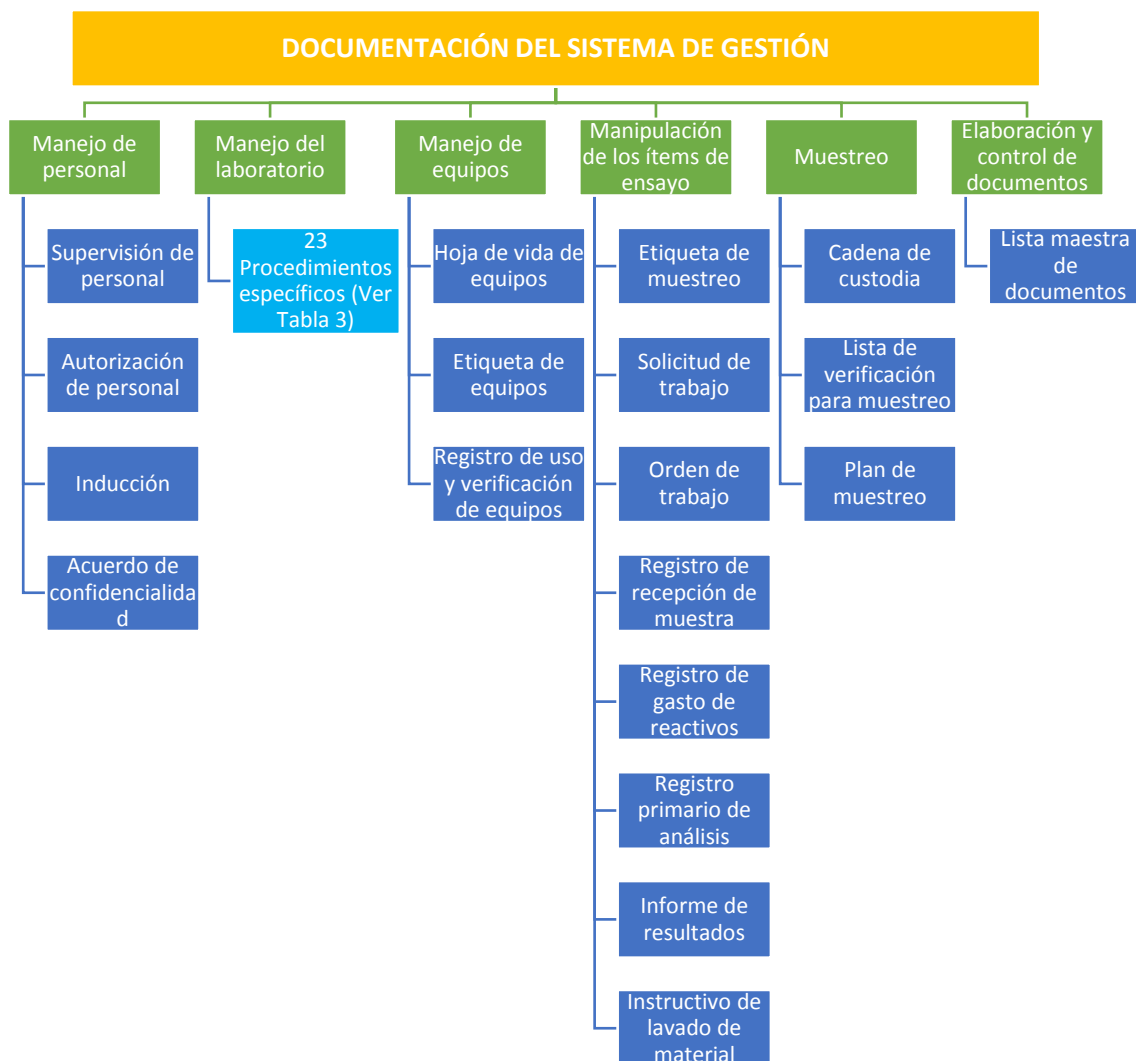 DOCUMENTACIÓN DEL SISTEMA DE GESTIÓN
Manejo de
personal
Supervisión de
personal
Autorización
de personal
Inducción
Acuerdo de
confidencialida
d
Manejo del
laboratorio
23
Procedimientos
específicos (Ver
Tabla 3)
Manejo de
equipos
Hoja de vida de
equipos
Etiqueta de
equipos
Registro de uso
y verificación
de equipos
Manipulación
de los ítems de
ensayo
Etiqueta de
muestreo
Solicitud de
trabajo
Orden de
trabajo
Registro de
recepción de
muestra
Registro de
gasto de
reactivos
Registro
primario de
análisis
Informe de
resultados
Instructivo de
lavado de
material
Muestreo
Cadena de
custodia
Lista de
verificación
para muestreo
Plan de
muestreo
Elaboración y
control de
documentos
Lista maestra
de
documentos